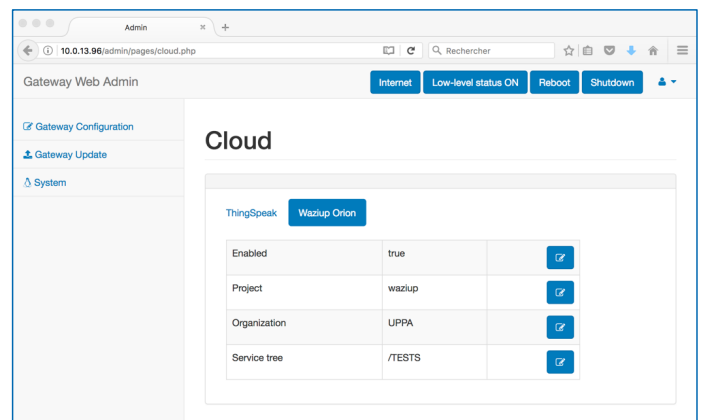 Admin
10.0.13.96/admin/pages/cloud.php
Rechercher
Gateway Web Admin
Internet
Low-level status ON
Reboot
Shutdown
Gateway Configuration
Gateway Update
System
Cloud
ThingSpeak
Waziup Orion
Enabled true
Project waziup
Organization UPPA
Service tree /TESTS